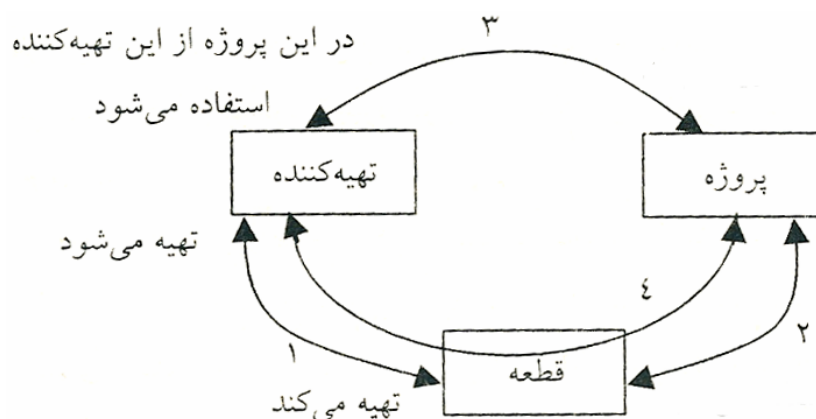 ۳
در این پروژه از این تهیه‌کننده
استفاده می‌شود
پروژه
تهیه‌کننده
تهیه می‌شود
٤
۲
۱
قطعه
تهیه می‌کند